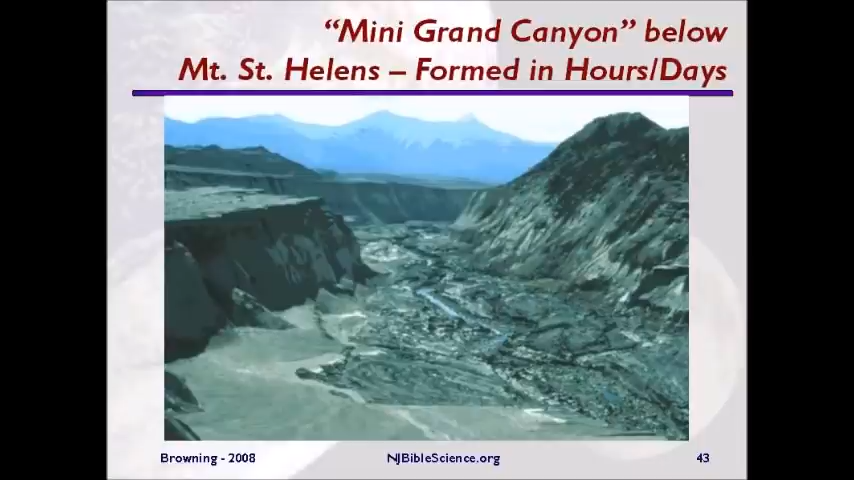 “Mini Grand Canyon” below
Mt. St. Helens – Formed in Hours/Days
Browning - 2008
NJBibleScience.org
43